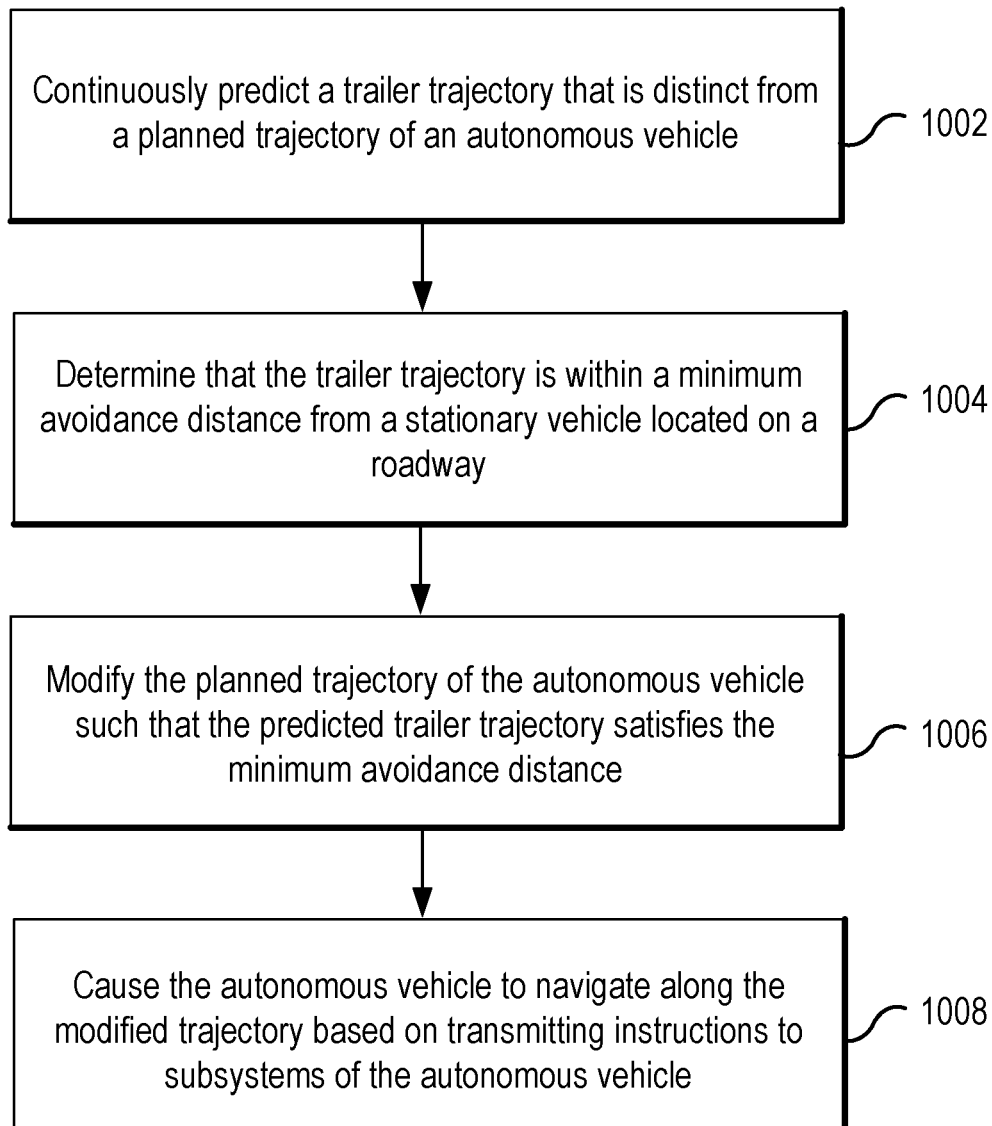 Continuously predict a trailer trajectory that is distinct from
a planned trajectory of an autonomous vehicle
1002
Determine that the trailer trajectory is within a minimum
avoidance distance from a stationary vehicle located on a
roadway
1004
Modify the planned trajectory of the autonomous vehicle
such that the predicted trailer trajectory satisfies the
minimum avoidance distance
1006
Cause the autonomous vehicle to navigate along the
modified trajectory based on transmitting instructions to
subsystems of the autonomous vehicle
1008